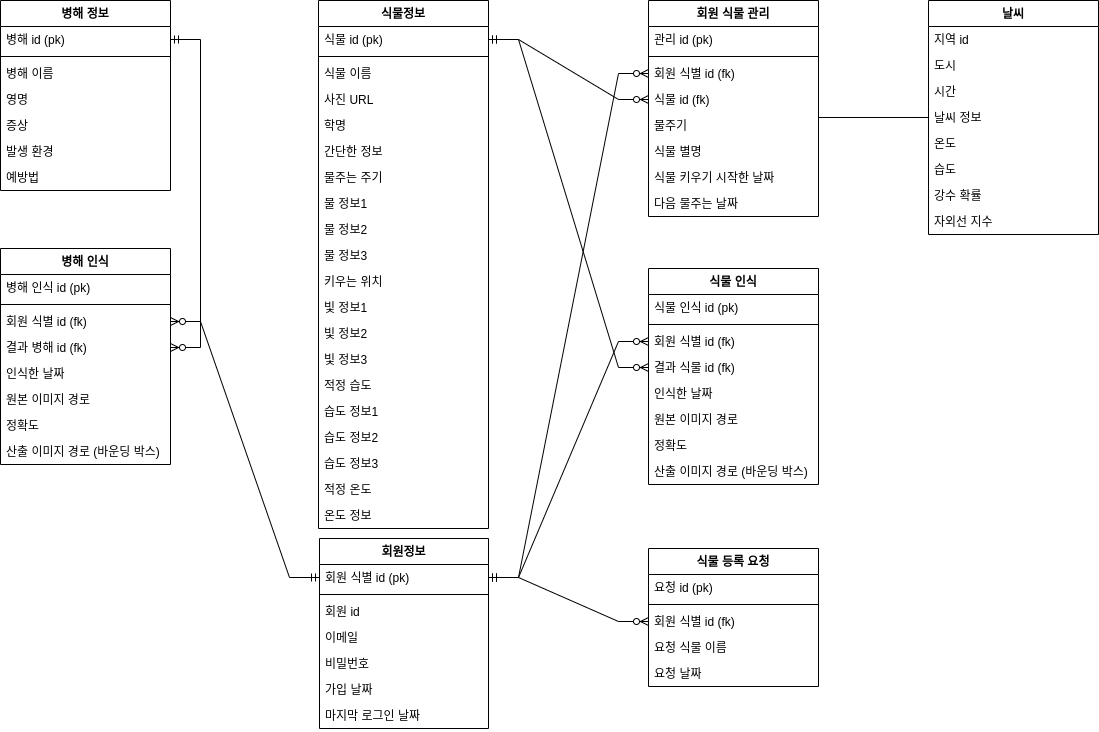 병해 정보
병해 id (pk)
병해 이름
영명
증상
발생 환경
예방법
병해 인식
병해 인식 id (pk)
회원 식별 id (fk)
결과 병해 id (fk)
인식한 날짜
원본 이미지 경로
정확도
산출 이미지 경로 (바운딩 박스)
식물정보
식물 id (pk)
식물 이름
사진 URL
학명
간단한 정보
물주는 주기
물 정보1
물 정보2
물 정보3
키우는 위치
빛 정보1
빛 정보2
빛 정보3
적정 습도
습도 정보1
습도 정보2
습도 정보3
적정 온도
온도 정보
회원정보
회원 식별 id (pk)
회원 id
이메일
비밀번호
가입 날짜
마지막 로그인 날짜
회원 식물 관리
관리 id (pk)
회원 식별 id (fk)
식물 id (fk)
물주기
식물 별명
식물 키우기 시작한 날짜
다음 물주는 날짜
식물 인식
식물 인식 id (pk)
회원 식별 id (fk)
결과 식물 id (fk)
인식한 날짜
원본 이미지 경로
정확도
산출 이미지 경로 (바운딩 박스)
식물 등록 요청
요청 id (pk)
회원 식별 id (fk)
요청 식물 이름
요청 날짜
날씨
지역 id
도시
시간
날씨 정보
온도
습도
강수 확률
자외선 지수